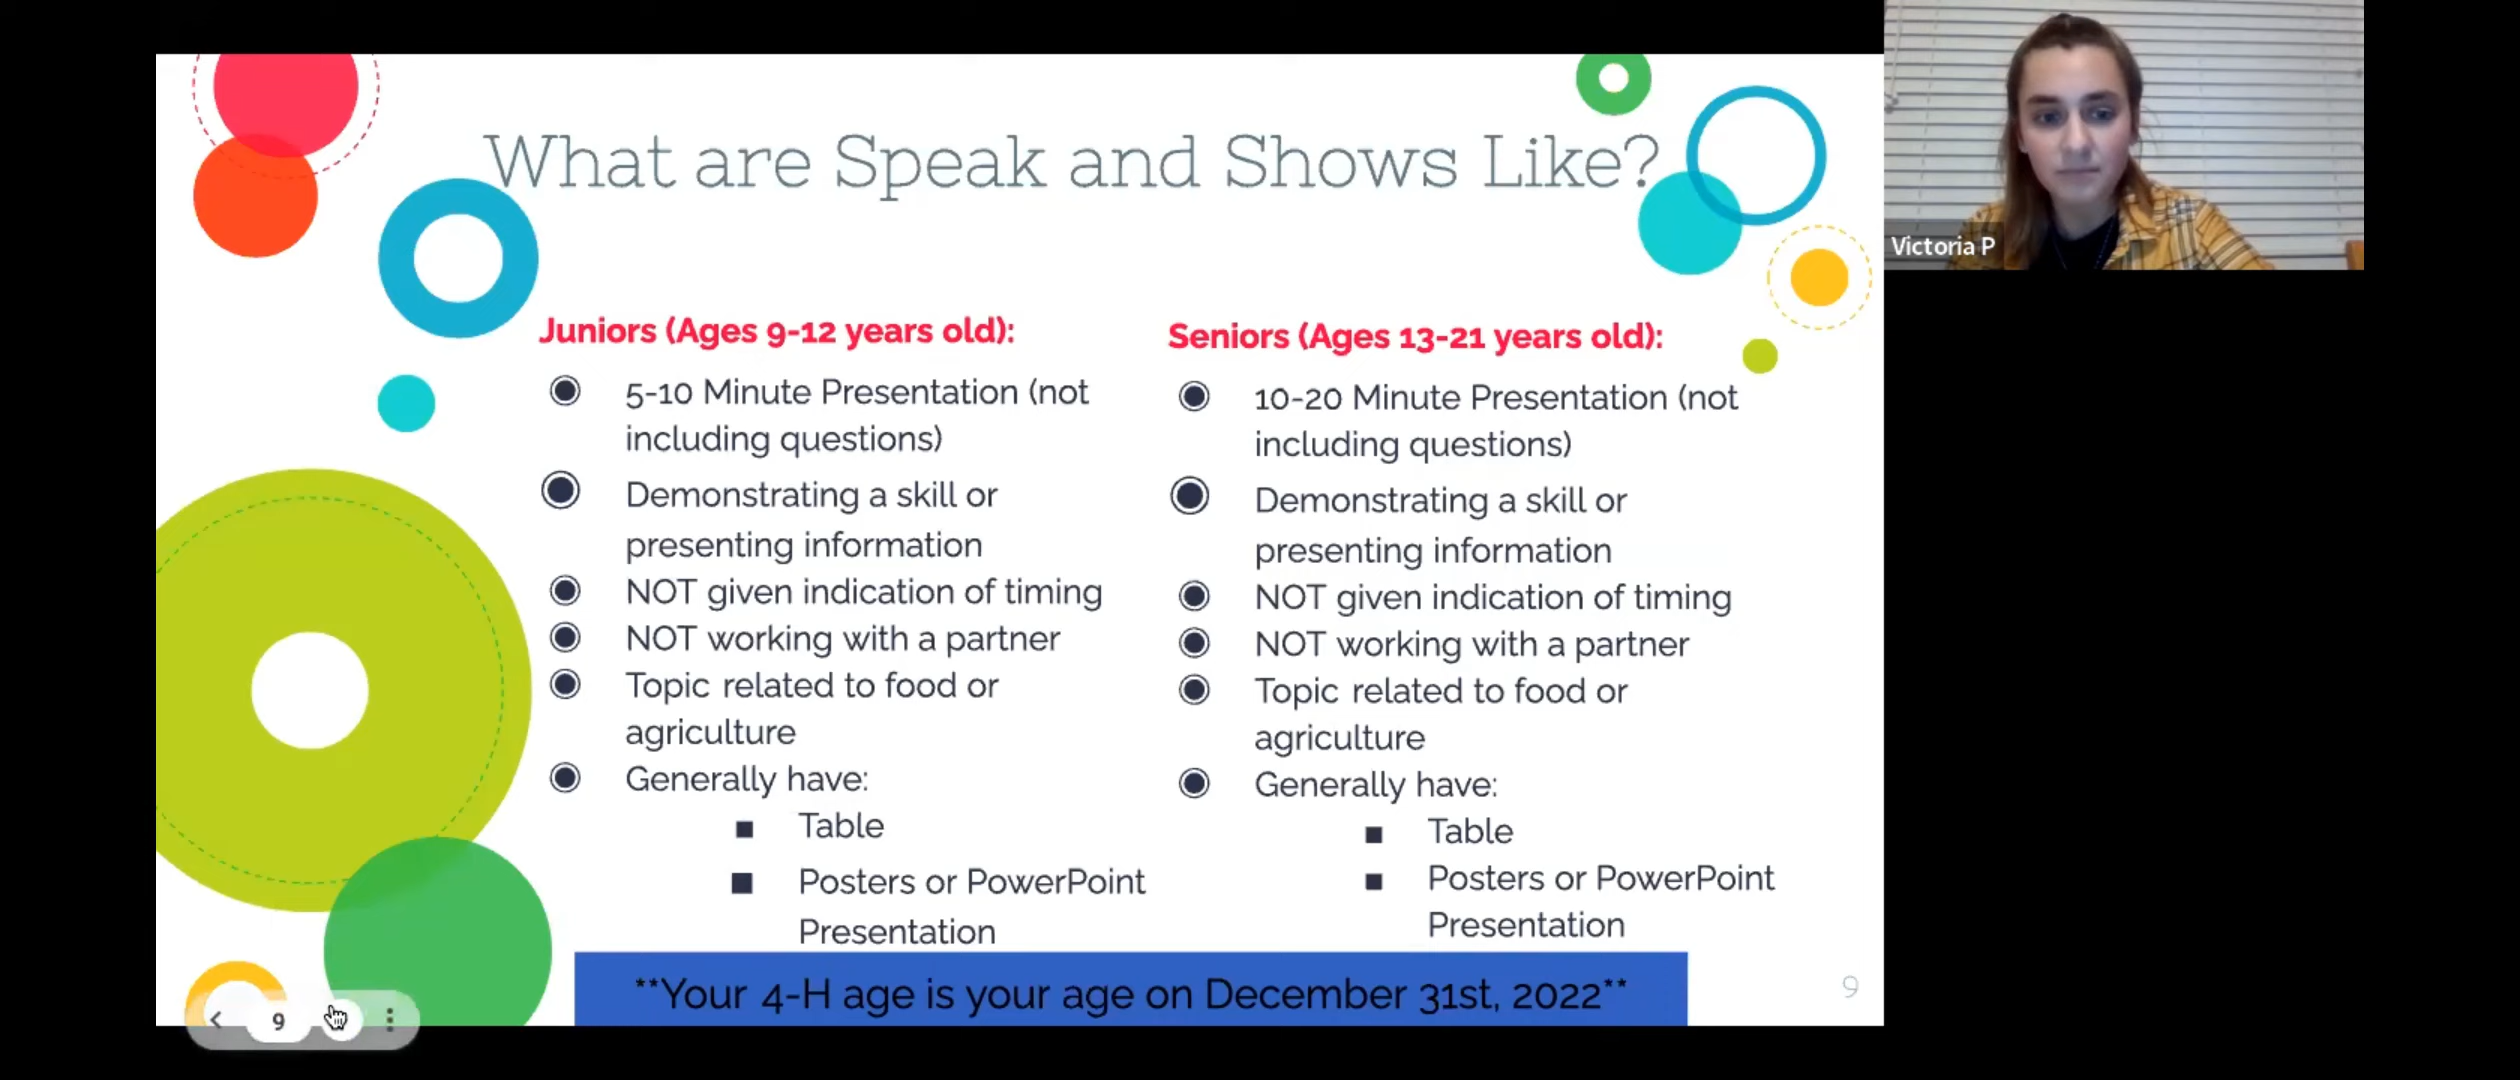 What are Speak and Shows Like?
Victoria P
Juniors (Ages 9-12 years old):
5-10 Minute Presentation (not
including questions)
Demonstrating a skill or
presenting information
NOT given indication of timing
NOT working with a partner
Topic related to food or
agriculture
Generally have:
Table
Posters or PowerPoint
Presentation
Seniors (Ages 13-21 years old):
10-20 Minute Presentation (not
including questions)
Demonstrating a skill or
presenting information
NOT given indication of timing
NOT working with a partner
Topic related to food or
agriculture
Generally have:
Table
Posters or PowerPoint
Presentation
**Your 4-H age is your age on December 31st, 2022**
9
9